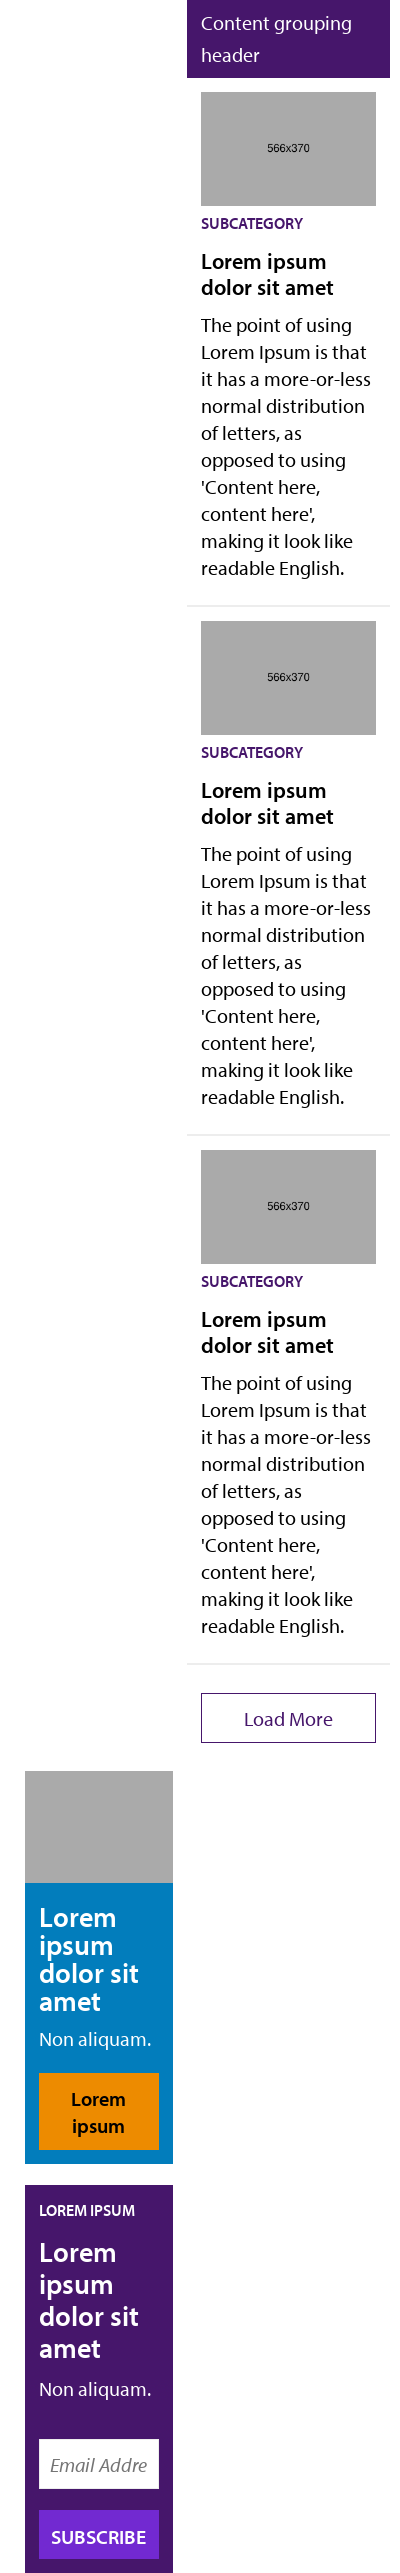 Content grouping
header
566x370
SUBCATEGORY
Lorem ipsum
dolor sit amet
The point of using
Lorem Ipsum is that
it has a more-or-less
normal distribution
of letters, as
opposed to using
'Content here,
content here',
making it look like
readable English.
566x370
SUBCATEGORY
Lorem ipsum
dolor sit amet
The point of using
Lorem Ipsum is that
it has a more-or-less
normal distribution
of letters, as
opposed to using
'Content here,
content here',
making it look like
readable English.
566x370
SUBCATEGORY
Lorem ipsum
dolor sit amet
The point of using
Lorem Ipsum is that
it has a more-or-less
normal distribution
of letters, as
opposed to using
'Content here,
content here',
making it look like
readable English.
Load More
Lorem
ipsum
dolor sit
amet
Non aliquam.
Lorem
ipsum
LOREM IPSUM
Lorem
ipsum
dolor sit
amet
Non aliquam.
Email Addre
SUBSCRIBE